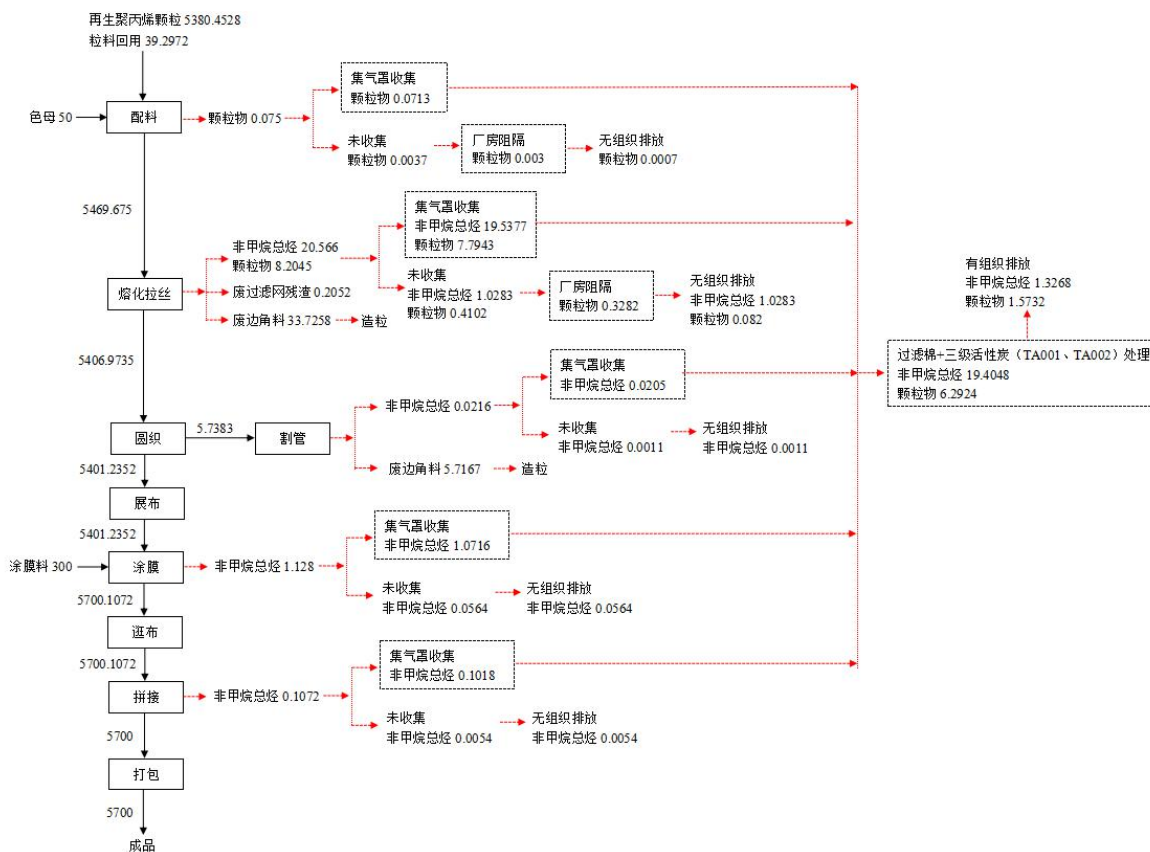 再生聚丙烯颗粒 5380.4528
粒料回用 39.2972
色母 50
配料
颗粒物 0.075
集气罩收集
颗粒物 0.0713
未收集
颗粒物 0.0037
厂房阻隔
颗粒物 0.003
无组织排放
颗粒物 0.0007
5469.675
熔化拉丝
非甲烷总烃 20.566
颗粒物 8.2045
集气罩收集
非甲烷总烃 19.5377
颗粒物 7.7943
未收集
非甲烷总烃 1.0283
颗粒物 0.4102
厂房阻隔
颗粒物 0.3282
无组织排放
非甲烷总烃 1.0283
颗粒物 0.082
废过滤网残渣 0.2052
废边角料 33.7258
造粒
有组织排放
非甲烷总烃 1.3268
颗粒物 1.5732
过滤棉+三级活性炭（TA001、TA002）处理
非甲烷总烃 19.4048
颗粒物 6.2924
5406.9735
圆织
5.7383
割管
非甲烷总烃 0.0216
集气罩收集
非甲烷总烃 0.0205
未收集
非甲烷总烃 0.0011
无组织排放
非甲烷总烃 0.0011
废边角料 5.7167
造粒
5401.2352
展布
5401.2352
涂膜料 300
涂膜
非甲烷总烃 1.128
集气罩收集
非甲烷总烃 1.0716
未收集
非甲烷总烃 0.0564
无组织排放
非甲烷总烃 0.0564
5700.1072
逛布
5700.1072
拼接
非甲烷总烃 0.1072
集气罩收集
非甲烷总烃 0.1018
未收集
非甲烷总烃 0.0054
无组织排放
非甲烷总烃 0.0054
5700
打包
5700
成品